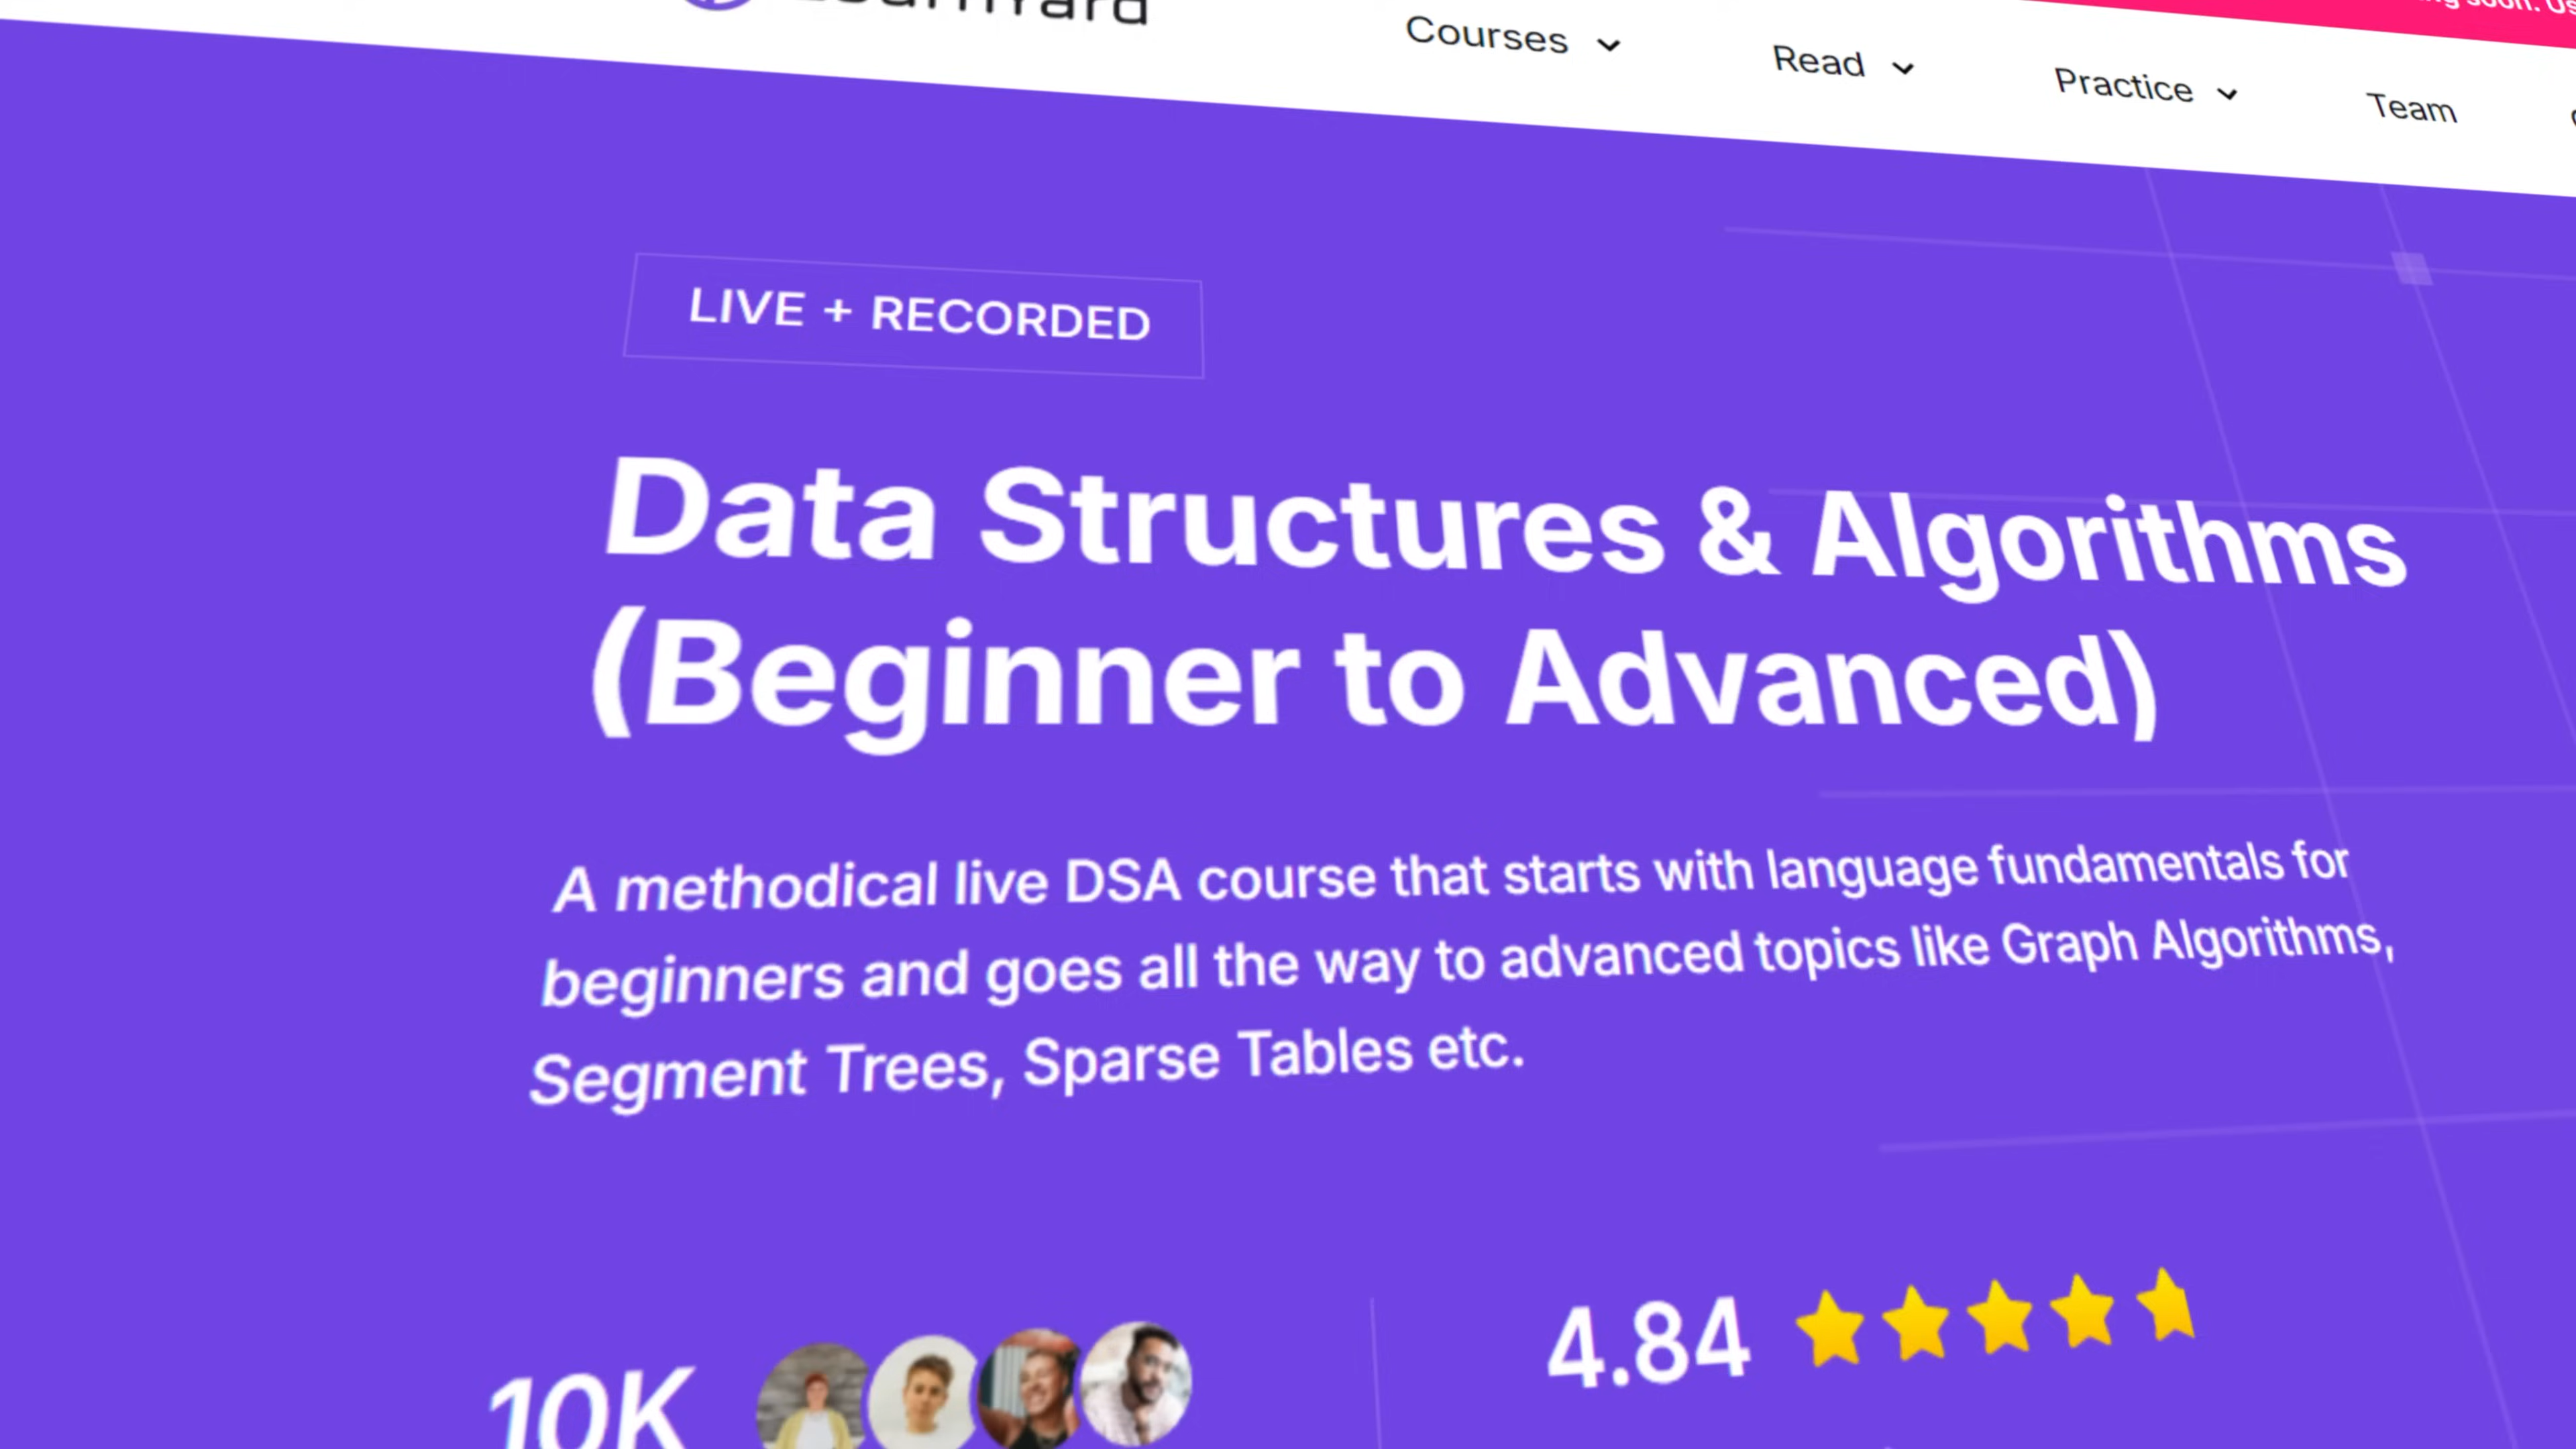 Courses
Read
Practice
Team
LIVE + RECORDED
Data Structures & Algorithms
(Beginner to Advanced)
A methodical live DSA course that starts with language fundamentals for
beginners and goes all the way to advanced topics like Graph Algorithms,
Segment Trees, Sparse Tables etc.
4.84
10K